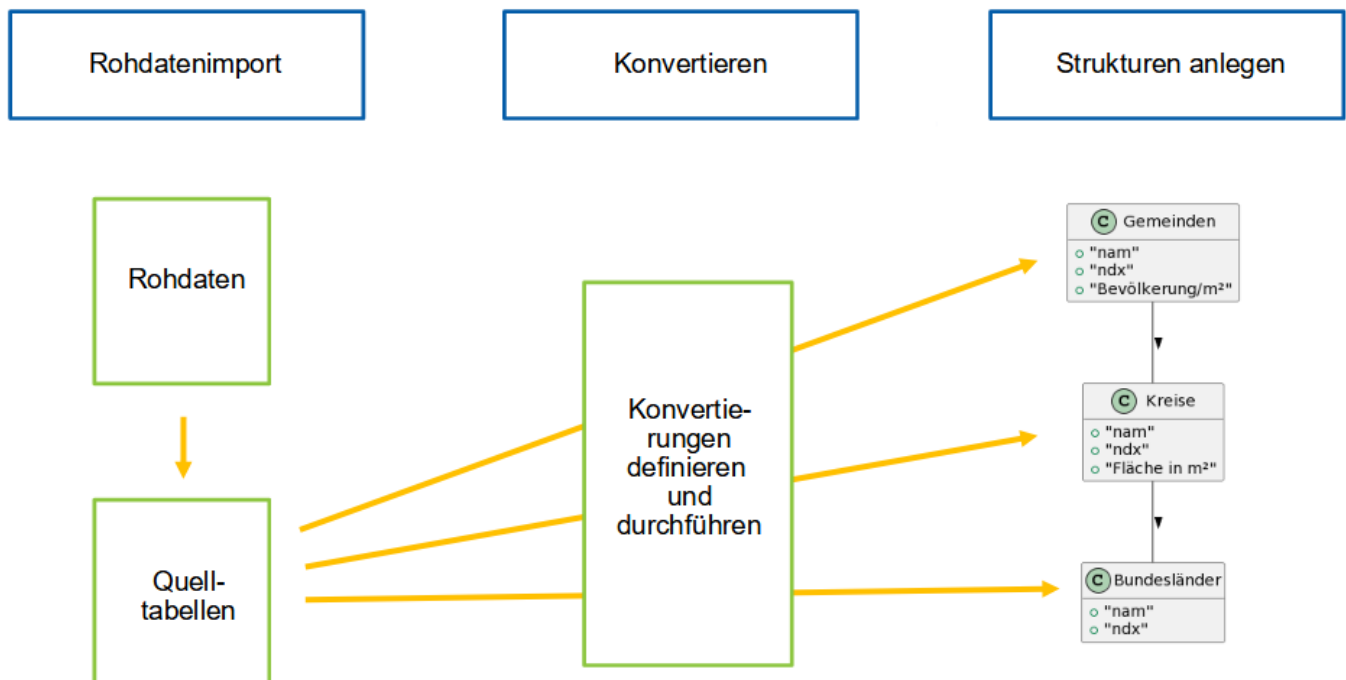 Rohdatenimport
Konvertieren
Strukturen anlegen
Rohdaten
Quell-
tabellen
Konvertie-
rungen
definieren
und
durchführen
C Gemeinden
"nam"
"ndx"
"Bevölkerung/m²"
C Kreise
"nam"
"ndx"
"Fläche in m²"
C Bundesländer
"nam"
"ndx"